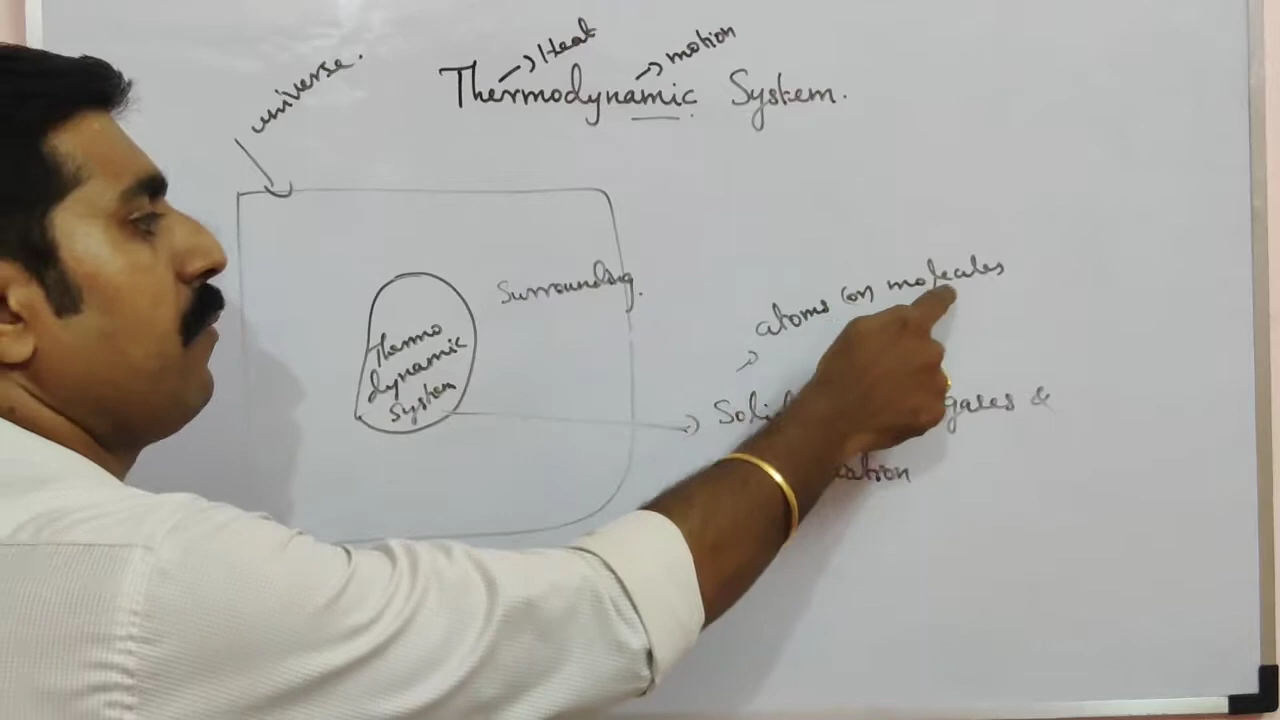 Heat
motion
Thermodynamic System.
universe.
Surrounding.
Thermo
dynamic
System
atoms (or) molecules
gases &